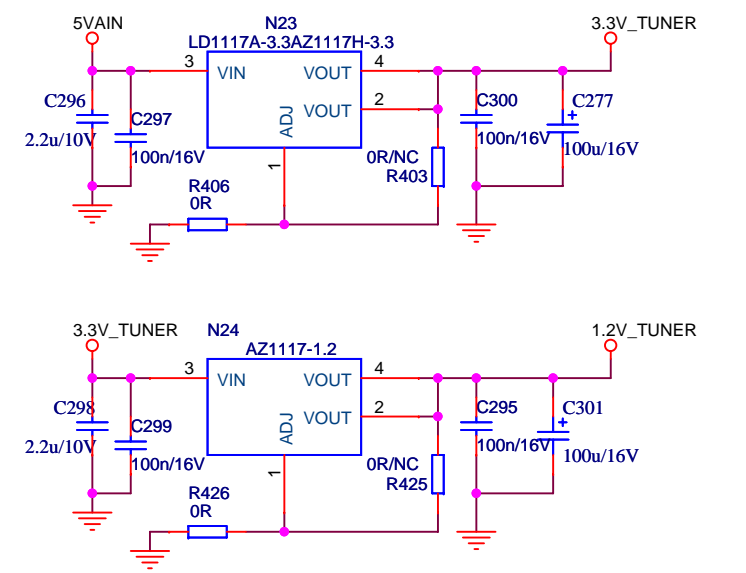 5VAIN
N23
3.3V_TUNER
LD1117A-3.3AZ1117H-3.3
3
VIN
VOUT
4
VOUT
2
ADJ
1
C296
2.2u/10V
C297
100n/16V
C300
100n/16V
C277
+
100u/16V
0R/NC
R403
R406
0R
3.3V_TUNER
N24
1.2V_TUNER
AZ1117-1.2
3
VIN
VOUT
4
VOUT
2
ADJ
1
C298
2.2u/10V
C299
100n/16V
C295
100n/16V
C301
+
100u/16V
0R/NC
R425
R426
0R